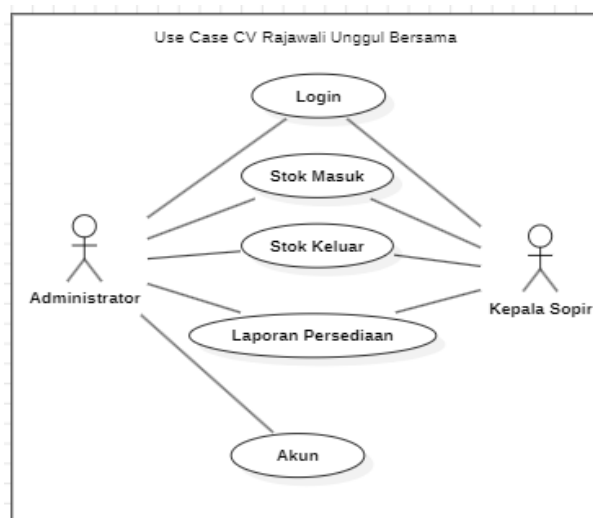 Use Case CV Rajawali Unggul Bersama
Login
Stok Masuk
Stok Keluar
Administrator
Kepala Sopir
Laporan Persediaan
Akun